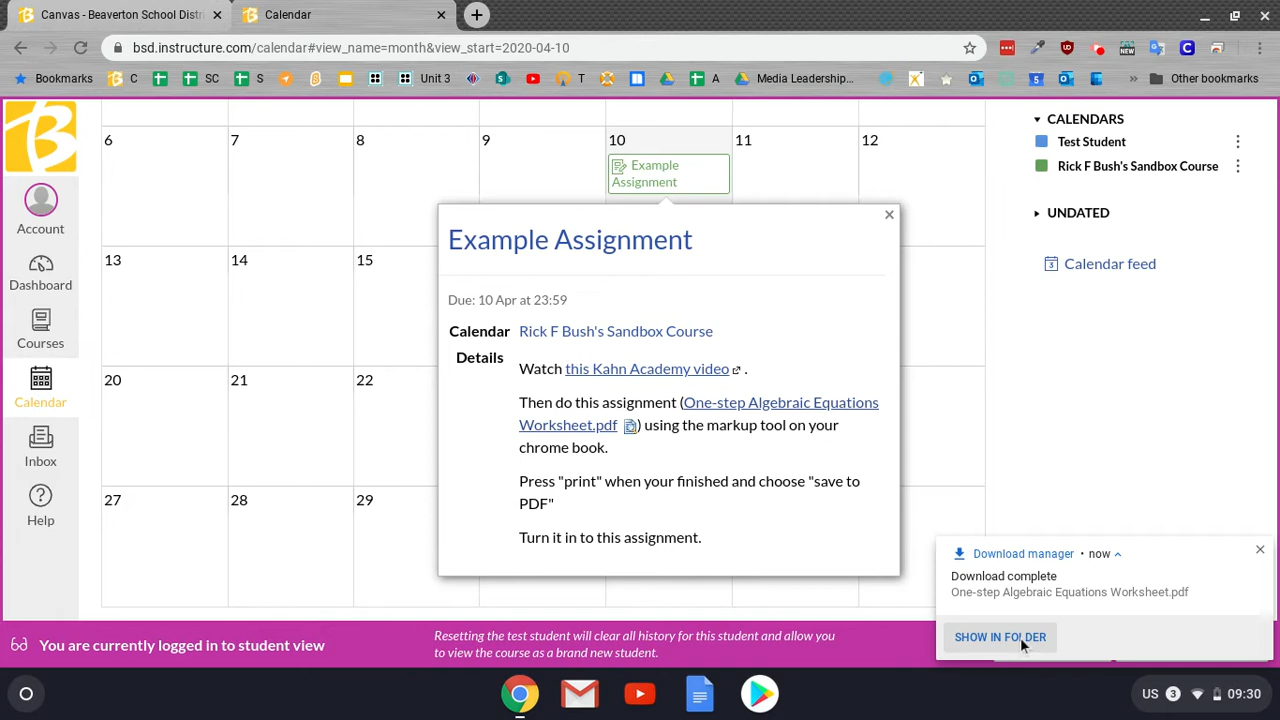 Canvas - Beaverton School Distri
Calendar
bsd.instructure.com/calendar#view_name=month&view_start=2020-04-10
Bookmarks
C
SC
S
Unit 3
T
A
Media Leadership...
Other bookmarks
6
7
8
9
10
11
12
Example
Assignment
13
14
15
20
21
22
27
28
29
Account
Dashboard
Courses
Calendar
Inbox
Help
Example Assignment
Due: 10 Apr at 23:59
Calendar Rick F Bush's Sandbox Course
Details
Watch this Kahn Academy video .
Then do this assignment (One-step Algebraic Equations
Worksheet.pdf ) using the markup tool on your
chrome book.
Press "print" when your finished and choose "save to
PDF"
Turn it in to this assignment.
CALENDARS
Test Student
Rick F Bush's Sandbox Course
UNDATED
Calendar feed
Download manager • now
Download complete
One-step Algebraic Equations Worksheet.pdf
SHOW IN FOLDER
You are currently logged in to student view
Resetting the test student will clear all history for this student and allow you
to view the course as a brand new student.
US 3 09:30